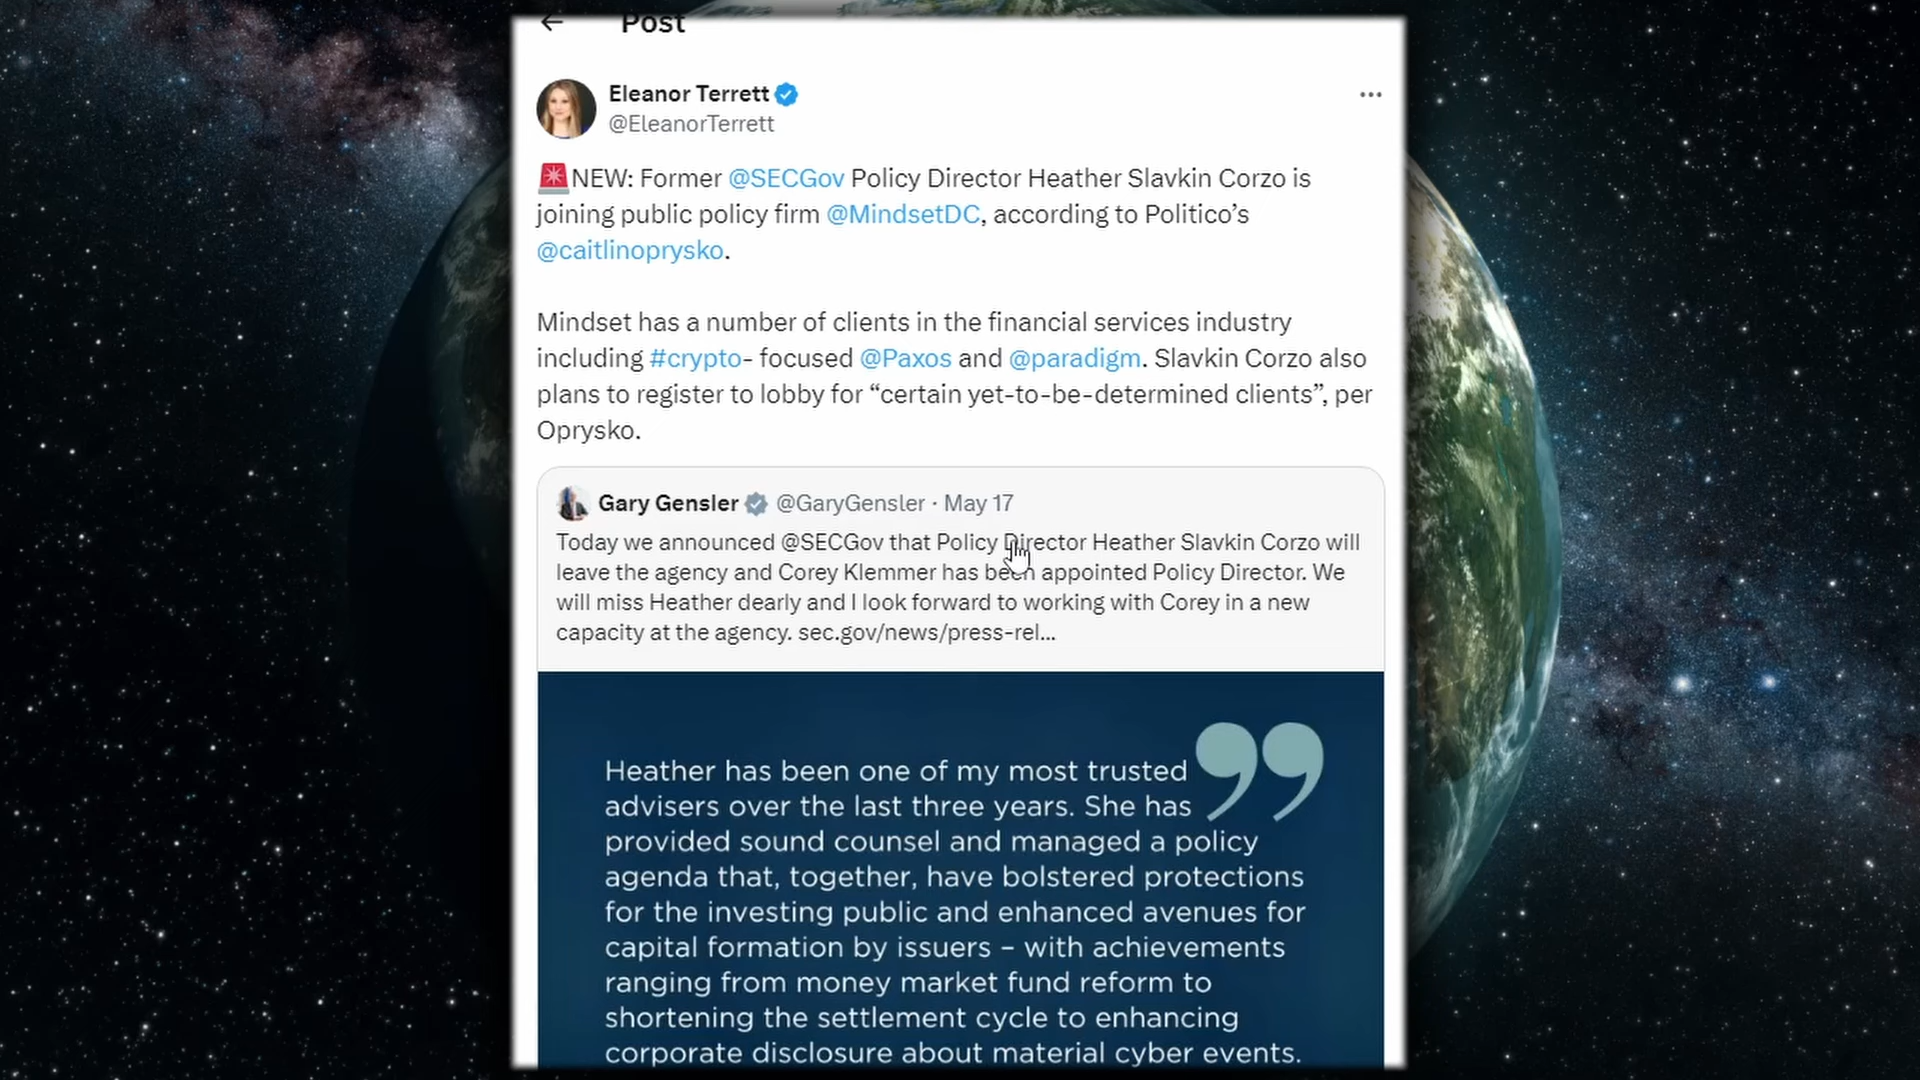 Post
Eleanor Terrett
@EleanorTerrett
🚨NEW: Former @SECGov Policy Director Heather Slavkin Corzo is
joining public policy firm @MindsetDC, according to Politico’s
@caitlinoprysko.
Mindset has a number of clients in the financial services industry
including #crypto- focused @Paxos and @paradigm. Slavkin Corzo also
plans to register to lobby for “certain yet-to-be-determined clients”, per
Oprysko.
Gary Gensler @GaryGensler · May 17
Today we announced @SECGov that Policy Director Heather Slavkin Corzo will
leave the agency and Corey Klemmer has been appointed Policy Director. We
will miss Heather dearly and I look forward to working with Corey in a new
capacity at the agency. sec.gov/news/press-rel...
Heather has been one of my most trusted
advisers over the last three years. She has
provided sound counsel and managed a policy
agenda that, together, have bolstered protections
for the investing public and enhanced avenues for
capital formation by issuers – with achievements
ranging from money market fund reform to
shortening the settlement cycle to enhancing
corporate disclosure about material cyber events.